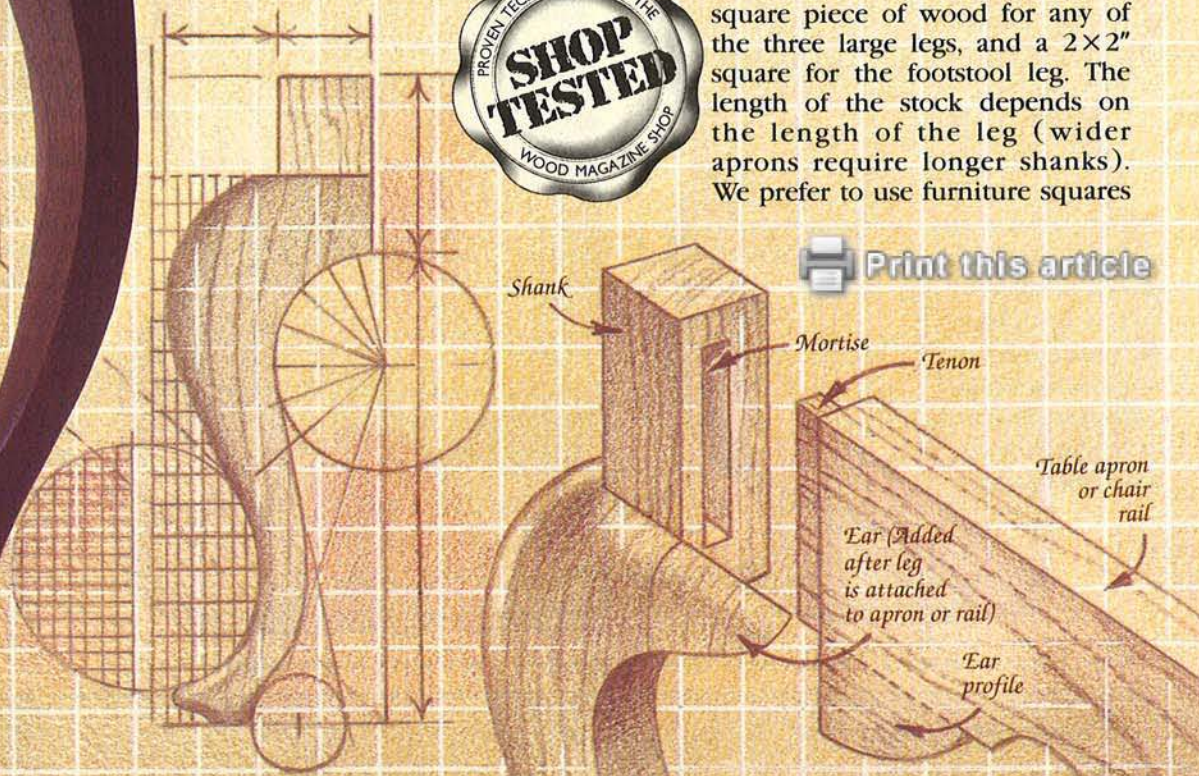 PROVEN TEC
THE
SHOP
TESTED
WOOD MAGAZINE SHOP
square piece of wood for any of
the three large legs, and a 2×2"
square for the footstool leg. The
length of the stock depends on
the length of the leg (wider
aprons require longer shanks).
We prefer to use furniture squares
Print this article
Shank
Mortise
Tenon
Table apron
or chair
rail
Ear (Added
after leg
is attached
to apron or rail)
Ear
profile